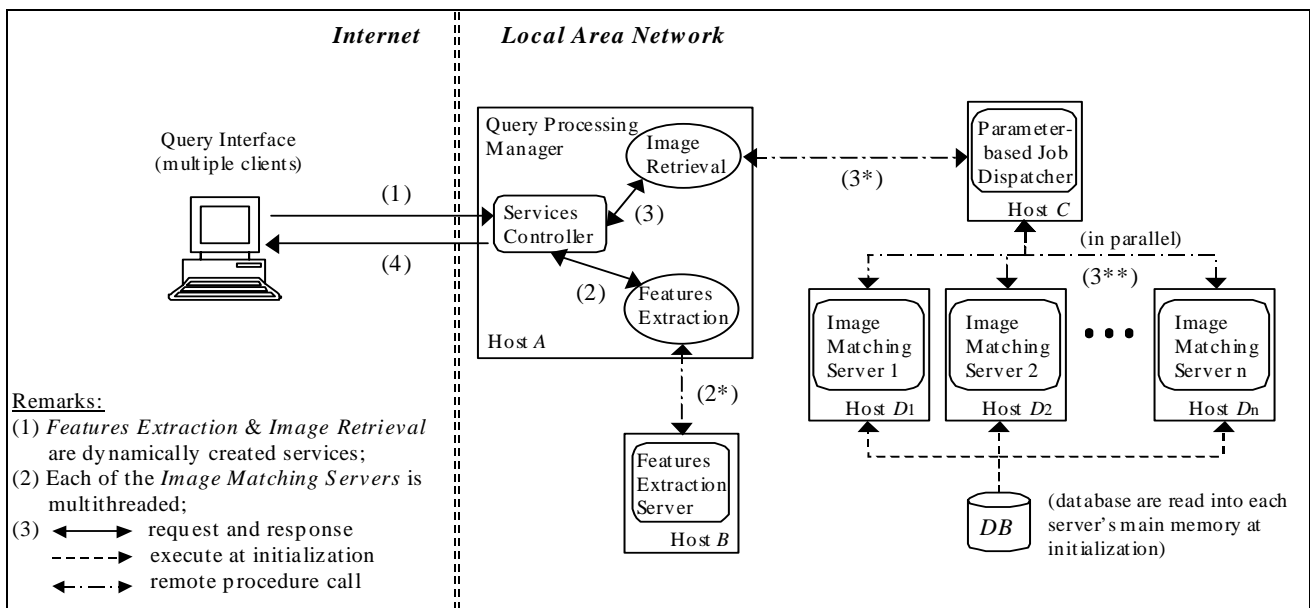 Internet
Local Area Network
Query Interface
(multiple clients)
(1)
(4)
Query Processing
Manager
Image
Retrieval
(3)
Services
Controller
(2)
Features
Extraction
Host A
(3*)
Parameter-
based Job
Dispatcher
Host C
(in parallel)
(3**)
Image
Matching
Server 1
Host D1
Image
Matching
Server 2
Host D2
Image
Matching
Server n
Host Dn
(2*)
Features
Extraction
Server
Host B
DB
(database are read into each
server's main memory at
initialization)
Remarks:
(1) Features Extraction & Image Retrieval
are dynamically created services;
(2) Each of the Image Matching Servers is
multithreaded;
(3) request and response
execute at initialization
remote procedure call